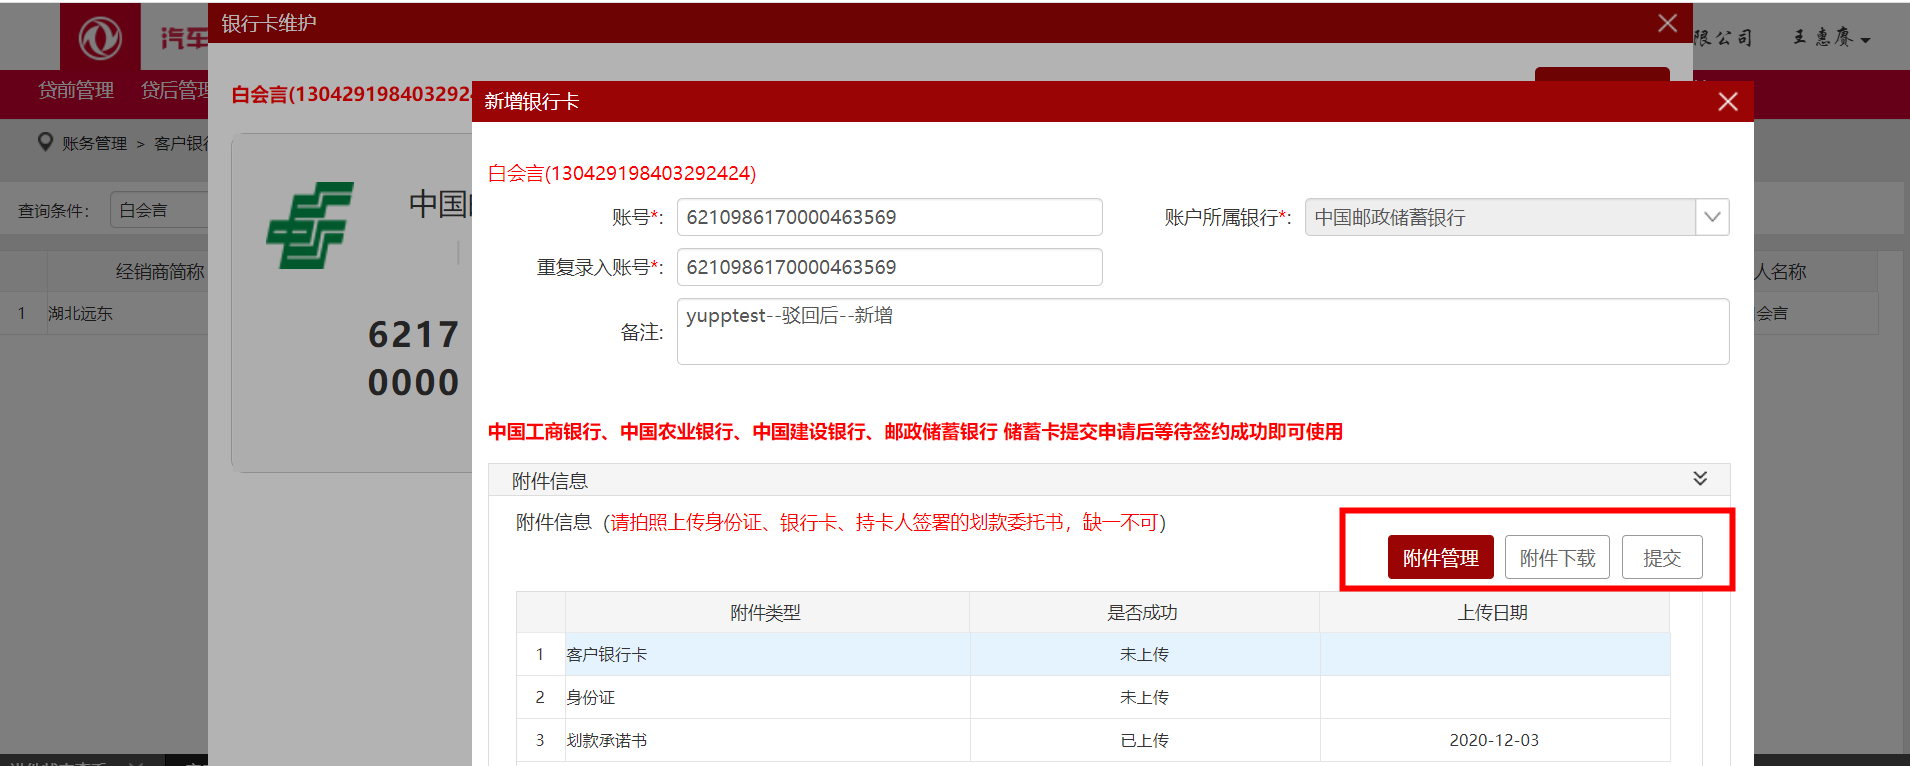 银行卡维护
汽车
限公司
王惠赓
贷前管理 贷后管理
白会言(1304291984032924
新增银行卡
账务管理 > 客户银行
白会言(130429198403292424)
查询条件: 白会言
中国邮
账号*: 6210986170000463569
账户所属银行*: 中国邮政储蓄银行
重复录入账号*: 6210986170000463569
经销商简称
人名称
1 湖北远东
会言
备注: yupptest--驳回后--新增
6217
0000
中国工商银行、中国农业银行、中国建设银行、邮政储蓄银行 储蓄卡提交申请后等待签约成功即可使用
附件信息
附件信息（请拍照上传身份证、银行卡、持卡人签署的划款委托书，缺一不可）
附件管理 附件下载 提交
附件类型 是否成功 上传日期
1 客户银行卡 未上传
2 身份证 未上传
3 划款承诺书 已上传 2020-12-03